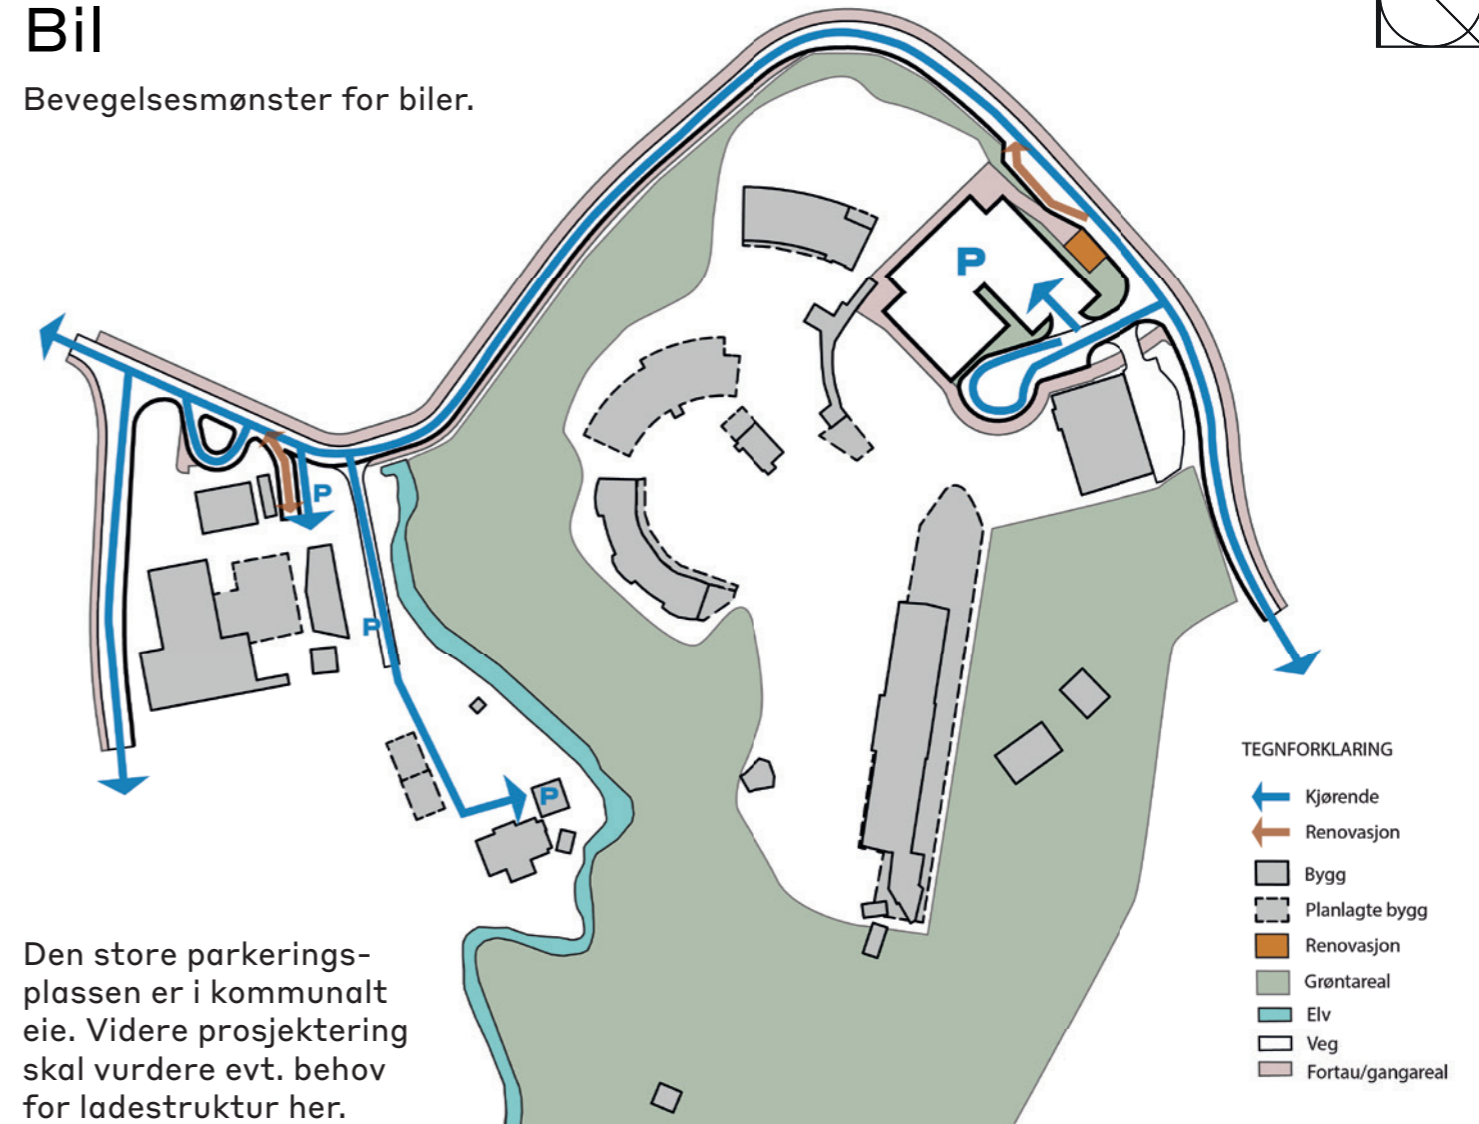 Bil
Bevegelsesmønster for biler.
P
P
P
P
TEGNFORKLARING
Kjørende
Renovasjon
Bygg
Planlagte bygg
Renovasjon
Grøntareal
Elv
Veg
Fortau/gangareal
Den store parkerings-
plassen er i kommunalt
eie. Videre prosjektering
skal vurdere evt. behov
for ladestruktur her.